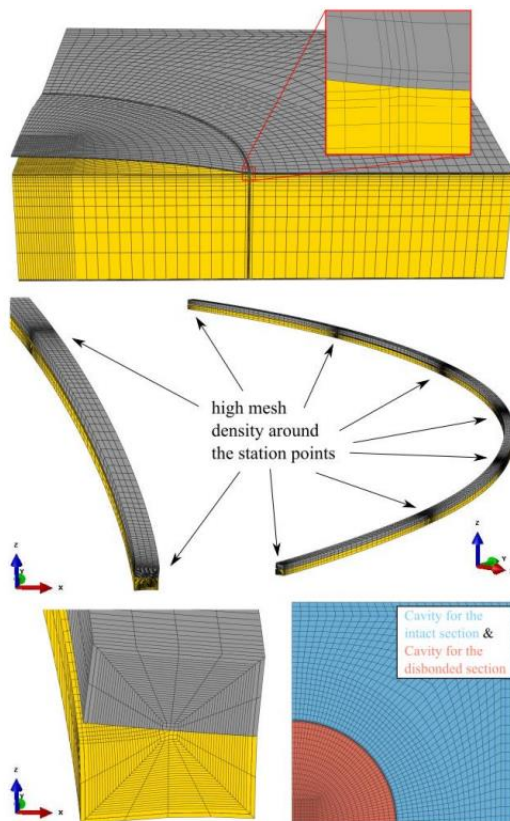 high mesh
density around
the station points
z
Y
x
z
Y
Cavity for the
intact section &
Cavity for the
disbonded section
z
Y
x